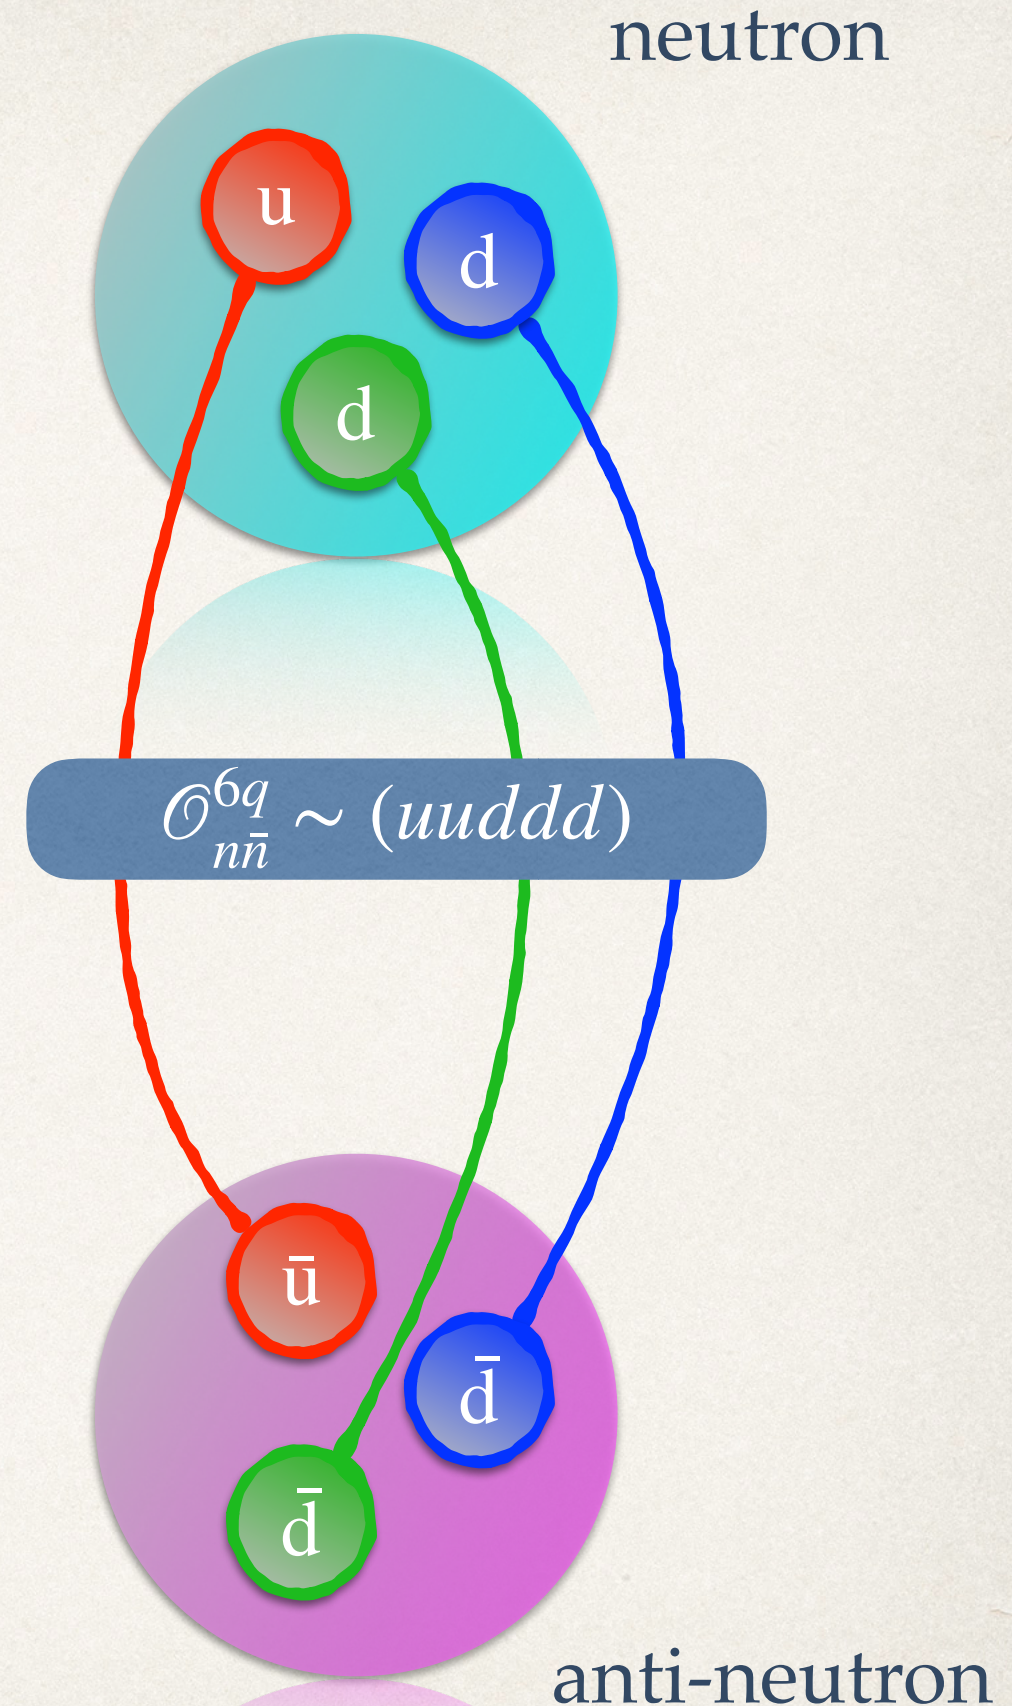 neutron
u
d
d
𝒪^{6q}_{nn̄} ~ (uuddd)
ū
d̄
d̄
anti-neutron